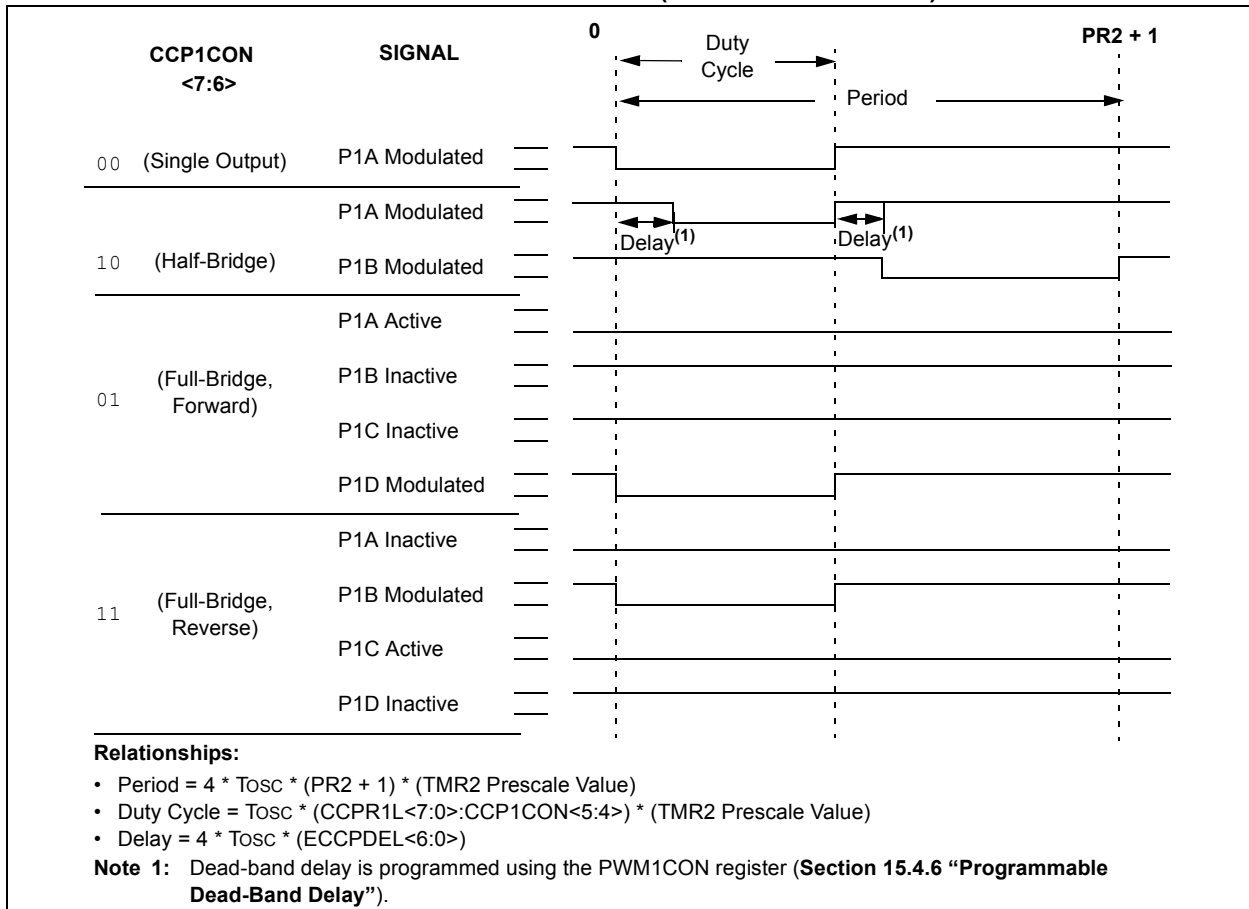 0
Duty
Cycle
PR2 + 1
CCP1CON
<7:6>
SIGNAL
Period
00 (Single Output) P1A Modulated
P1A Modulated
Delay(1)
Delay(1)
10 (Half-Bridge) P1B Modulated
P1A Active
01 (Full-Bridge,
Forward)
P1B Inactive
P1C Inactive
P1D Modulated
P1A Inactive
11 (Full-Bridge,
Reverse)
P1B Modulated
P1C Active
P1D Inactive
Relationships:
• Period = 4 * TOSC * (PR2 + 1) * (TMR2 Prescale Value)
• Duty Cycle = TOSC * (CCPR1L<7:0>:CCP1CON<5:4>) * (TMR2 Prescale Value)
• Delay = 4 * TOSC * (ECCPDEL<6:0>)
Note 1: Dead-band delay is programmed using the PWM1CON register (Section 15.4.6 “Programmable
Dead-Band Delay”).